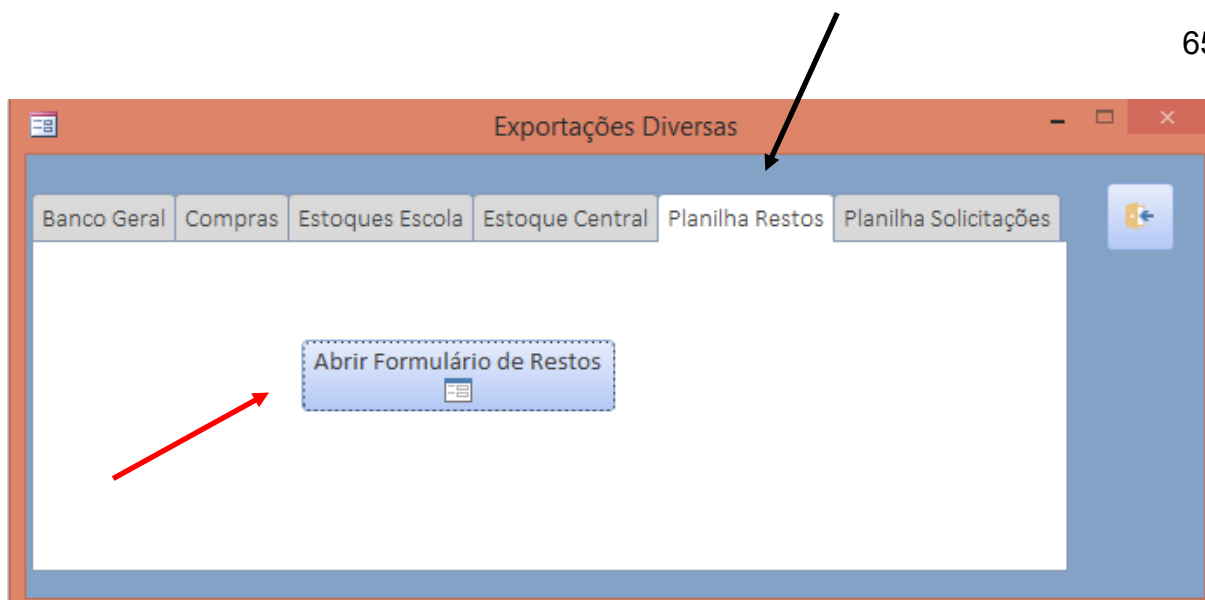 65
Exportações Diversas
Banco Geral Compras Estoques Escola Estoque Central Planilha Restos Planilha Solicitações
Abrir Formulário de Restos